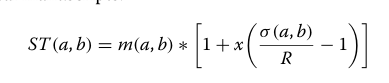 ST(a, b) = m(a, b) ∗ [1 + x(σ(a, b)/R − 1)]